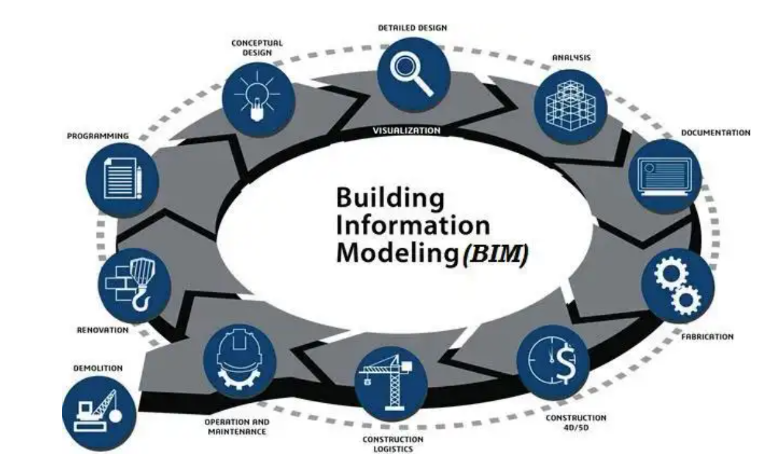 DETAILED DESIGN
CONCEPTUAL
DESIGN
ANALYSIS
PROGRAMMING
VISUALIZATION
DOCUMENTATION
Building
Information
Modeling(BIM)
RENOVATION
FABRICATION
DEMOLITION
OPERATION AND
MAINTENANCE
CONSTRUCTION
LOGISTICS
CONSTRUCTION
4D/5D
$